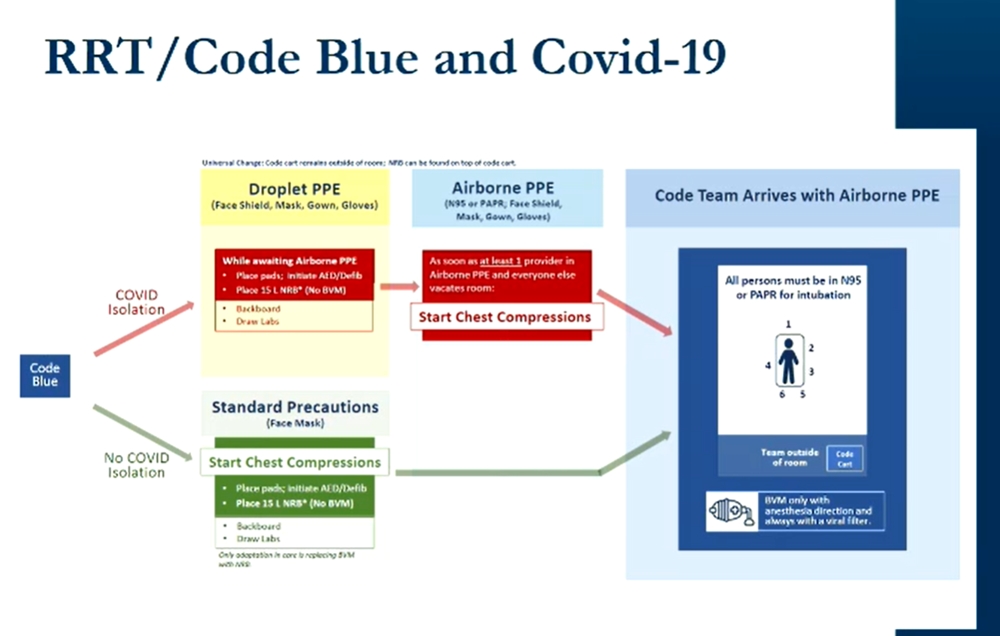 RRT/Code Blue and Covid-19
Universal Change: Code cart remains outside of room; NRB can be found on top of code cart.
Droplet PPE
(Face Shield, Mask, Gown, Gloves)
Airborne PPE
(N95 or PAPR; Face Shield,
Mask, Gown, Gloves)
Code Team Arrives with Airborne PPE
While awaiting Airborne PPE
• Place pads; initiate AED/Defib
• Place 15 L NRB* (No BVM)
• Backboard
• Draw Labs
As soon as at least 1 provider in
Airborne PPE and everyone else
vacates room:
Start Chest Compressions
All persons must be in N95
or PAPR for intubation
1
2
3
4
6 5
Team outside
of room
Code
Cart
BVM only with
anesthesia direction and
always with a viral filter.
COVID
Isolation
Code
Blue
No COVID
Isolation
Standard Precautions
(Face Mask)
Start Chest Compressions
• Place pads; initiate AED/Defib
• Place 15 L NRB* (No BVM)
• Backboard
• Draw Labs
Only adaptation in care is replacing BVM
with NRB